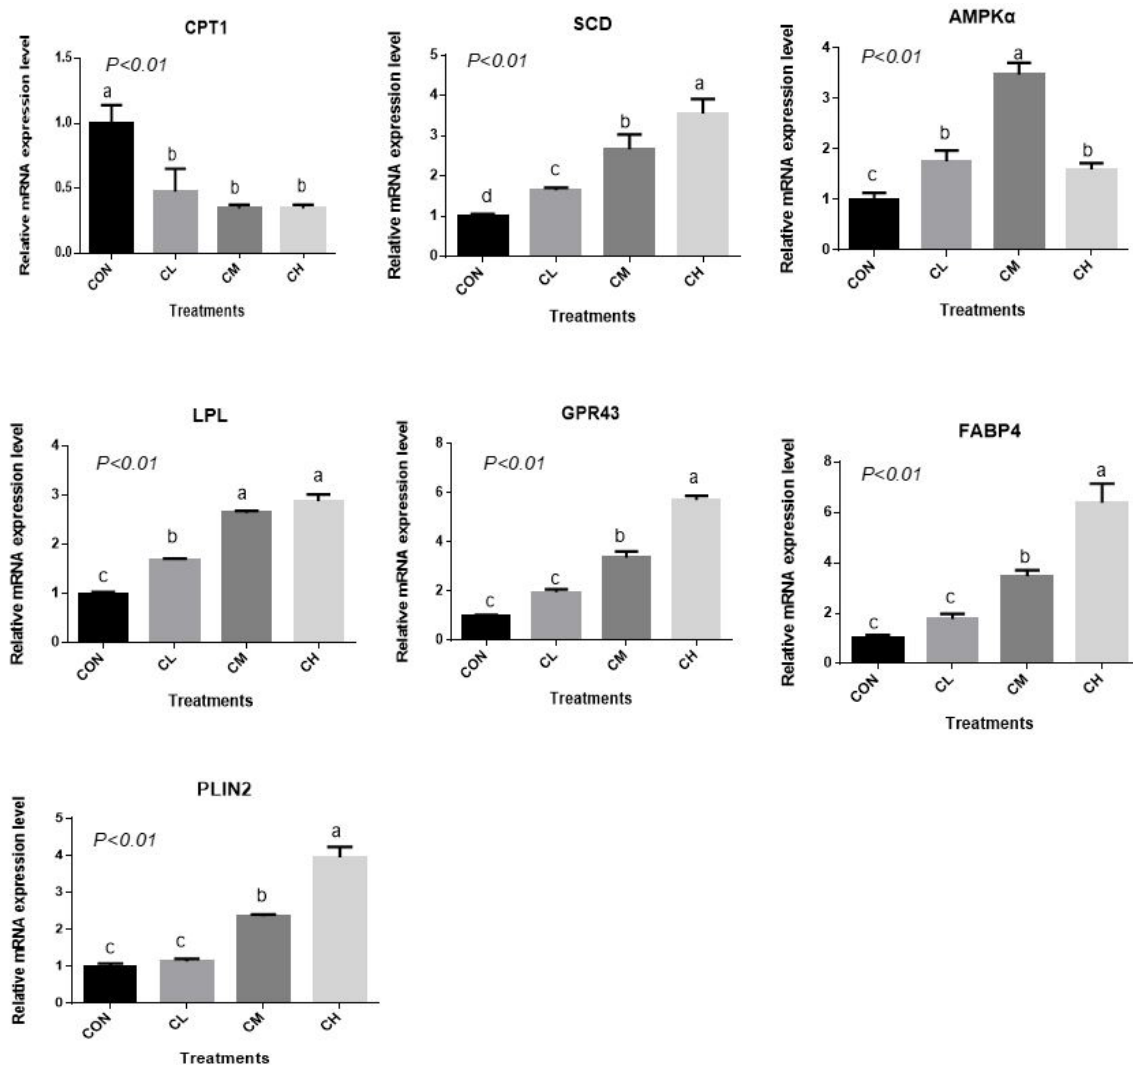 CPT1
Relative mRNA expression level
P<0.01
1.5
1.0
0.5
0.0
a
b
b
b
CON
CL
CM
CH
Treatments
SCD
Relative mRNA expression level
P<0.01
5
4
3
2
1
0
d
c
b
a
CON
CL
CM
CH
Treatments
AMPKα
Relative mRNA expression level
P<0.01
4
3
2
1
0
c
b
a
b
CON
CL
CM
CH
Treatments
LPL
Relative mRNA expression level
P<0.01
4
3
2
1
0
c
b
a
a
CON
CL
CM
CH
Treatments
GPR43
Relative mRNA expression level
P<0.01
8
6
4
2
0
c
c
b
a
CON
CL
CM
CH
Treatments
FABP4
Relative mRNA expression level
P<0.01
8
6
4
2
0
c
c
b
a
CON
CL
CM
CH
Treatments
PLIN2
Relative mRNA expression level
P<0.01
5
4
3
2
1
0
c
c
b
a
CON
CL
CM
CH
Treatments